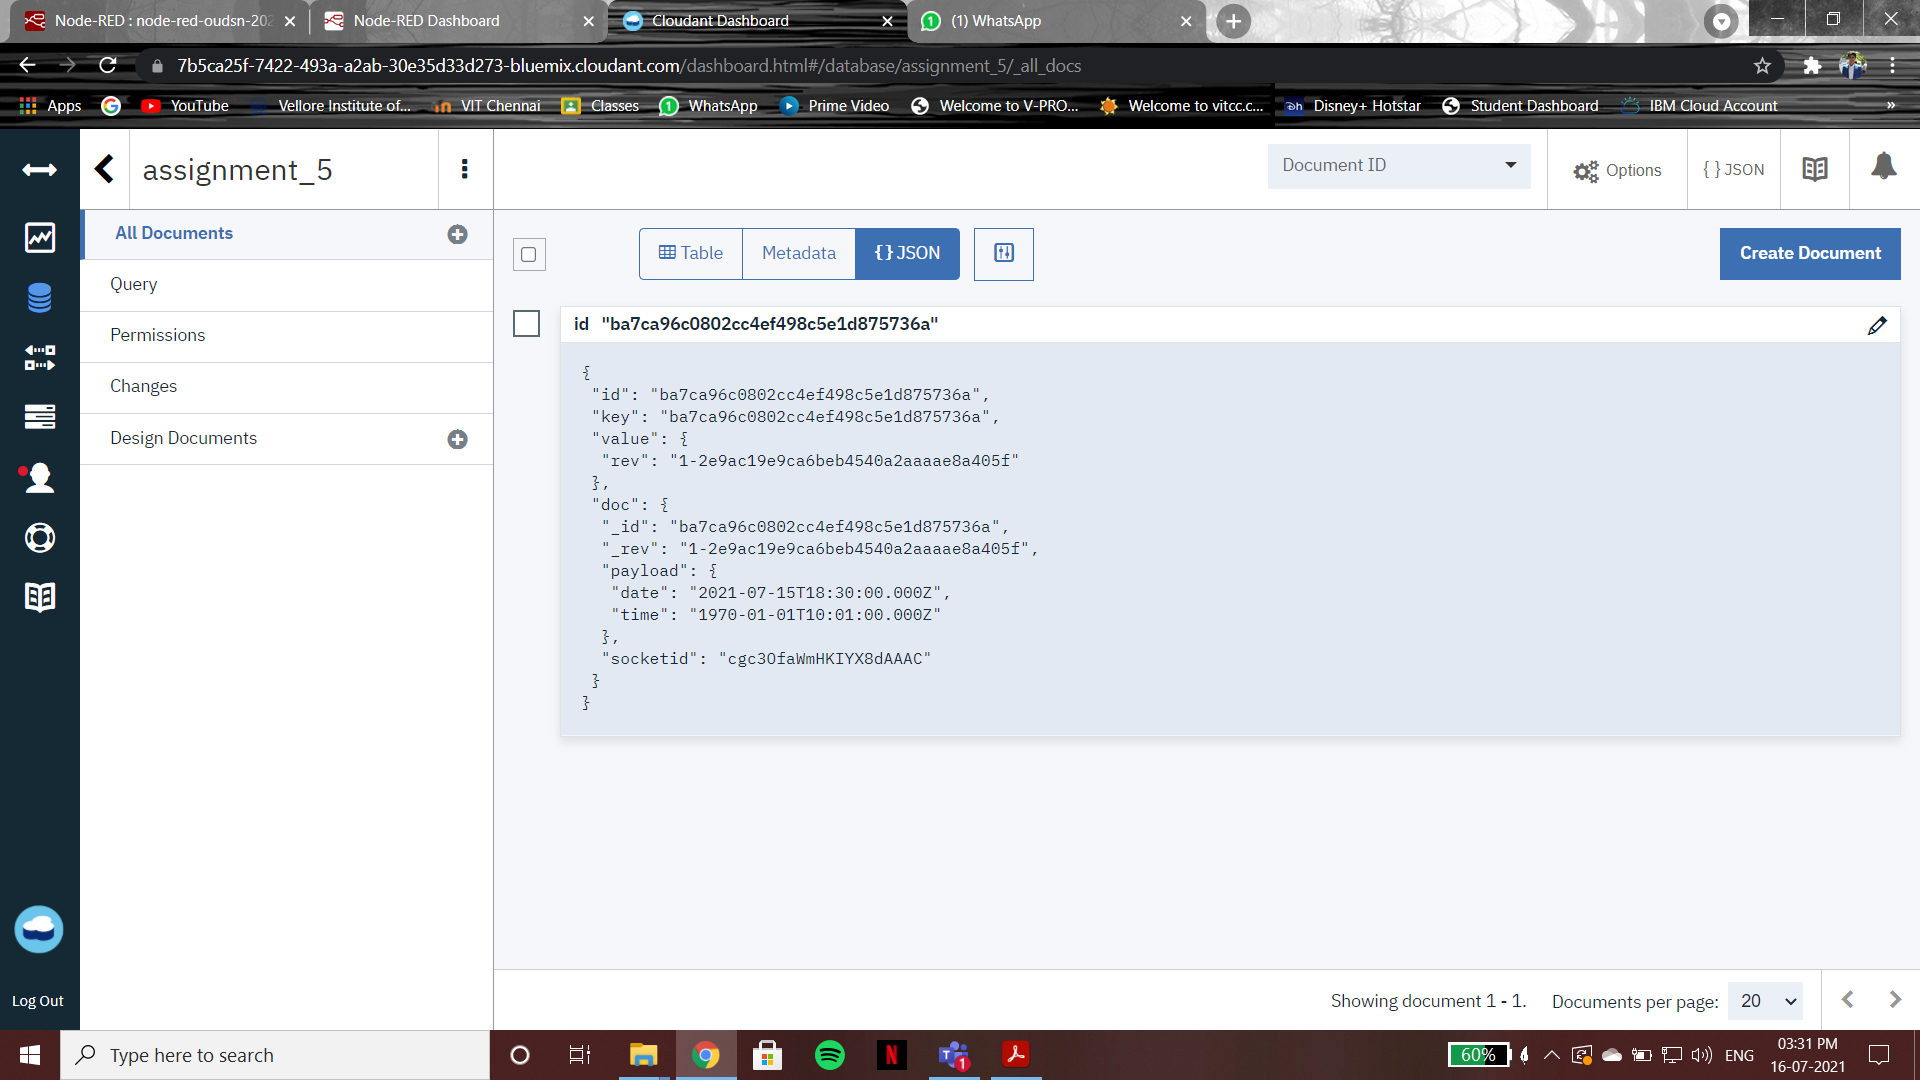 Node-RED : node-red-oudsn-202
Node-RED Dashboard
Cloudant Dashboard
(1) WhatsApp
7b5ca25f-7422-493a-a2ab-30e35d33d273-bluemix.cloudant.com/dashboard.html#/database/assignment_5/_all_docs
Apps
YouTube
Vellore Institute of...
VIT Chennai
Classes
WhatsApp
Prime Video
Welcome to V-PRO...
Welcome to vitcc.c...
Disney+ Hotstar
Student Dashboard
IBM Cloud Account
»
assignment_5
Document ID
Options
{ } JSON
All Documents
Query
Permissions
Changes
Design Documents
Table
Metadata
{ } JSON
Create Document
id "ba7ca96c0802cc4ef498c5e1d875736a"
{
"id": "ba7ca96c0802cc4ef498c5e1d875736a",
"key": "ba7ca96c0802cc4ef498c5e1d875736a",
"value": {
"rev": "1-2e9ac19e9ca6beb4540a2aaaae8a405f"
},
"doc": {
"_id": "ba7ca96c0802cc4ef498c5e1d875736a",
"_rev": "1-2e9ac19e9ca6beb4540a2aaaae8a405f",
"payload": {
"date": "2021-07-15T18:30:00.000Z",
"time": "1970-01-01T10:01:00.000Z"
},
"socketid": "cgc3OfaWmHKIYX8dAAAC"
}
}
Log Out
Showing document 1 - 1.
Documents per page:
20
Type here to search
60%
ENG
03:31 PM
16-07-2021